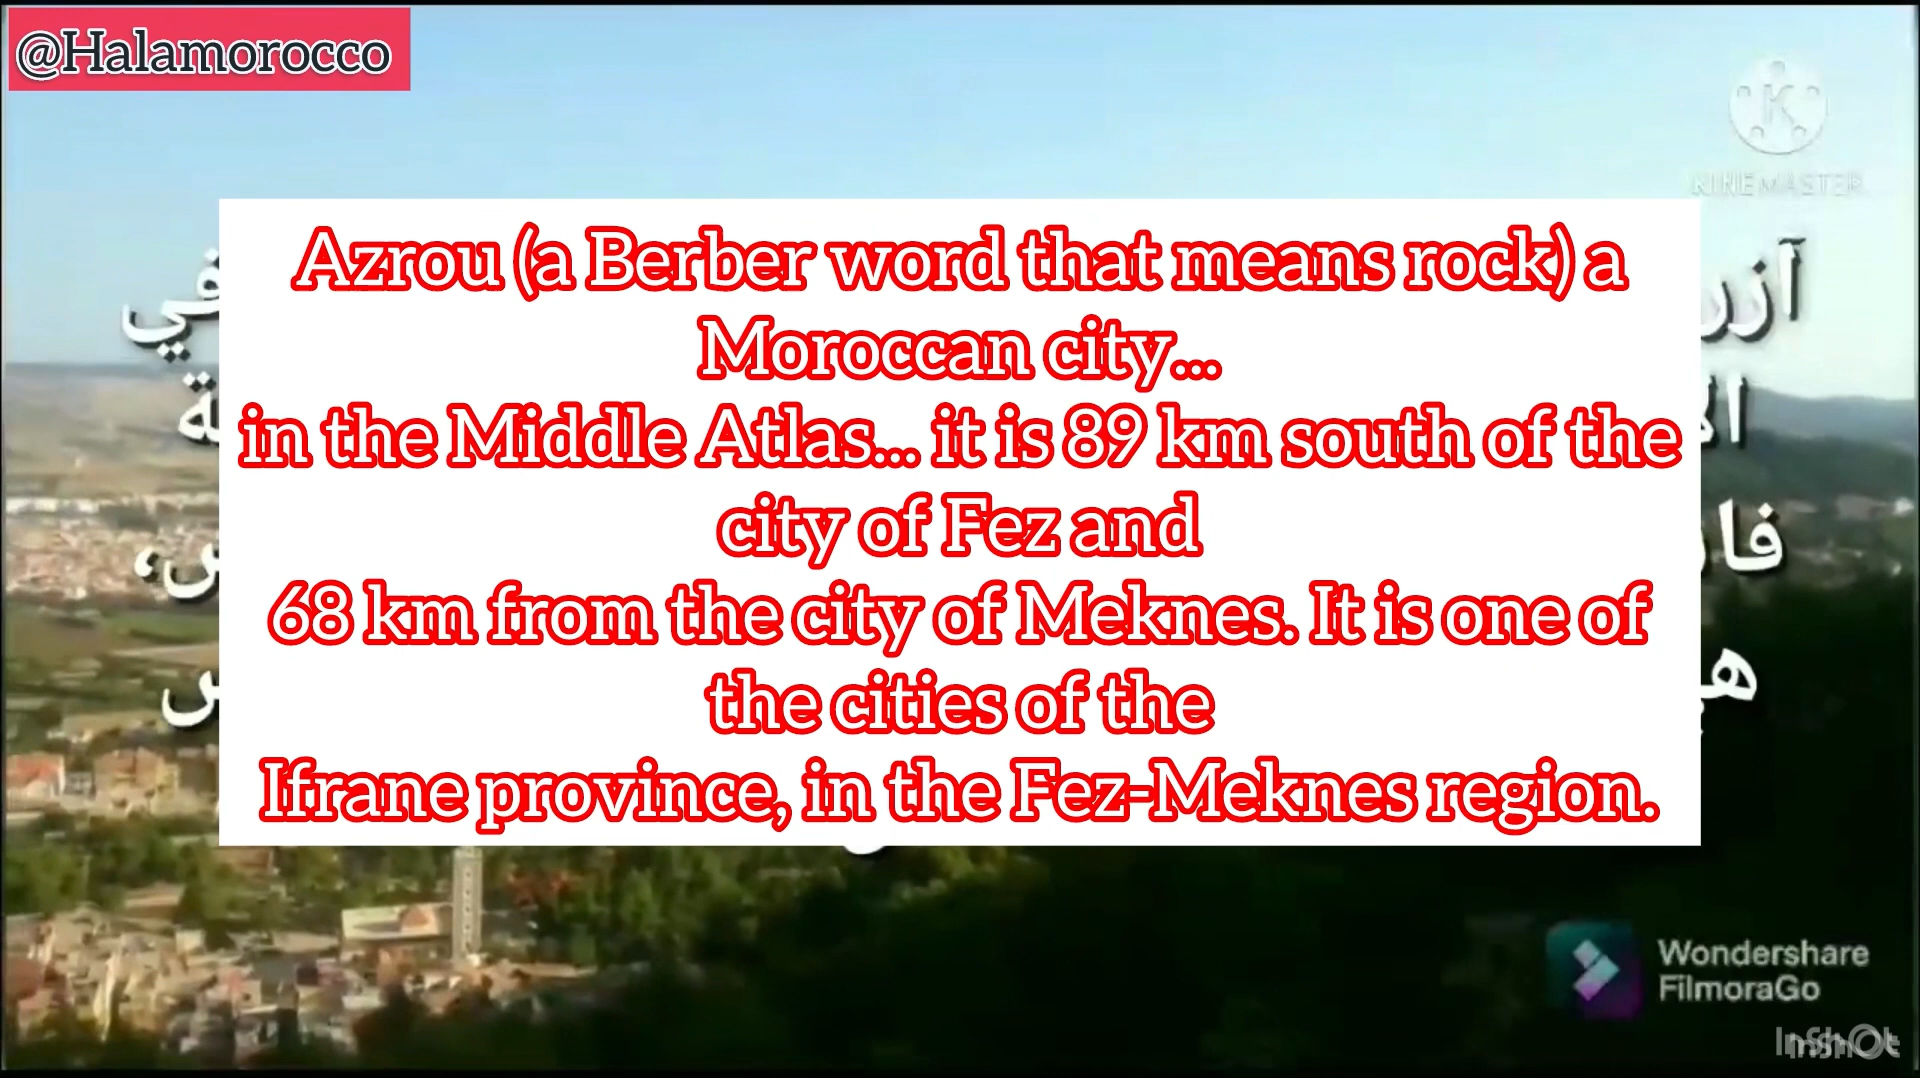 @Halamorocco
KINEMASTER
Azrou (a Berber word that means rock) a
Moroccan city...
in the Middle Atlas... it is 89 km south of the
city of Fez and
68 km from the city of Meknes. It is one of
the cities of the
Ifrane province, in the Fez-Meknes region.
في
Wondershare
FilmoraGo
InShOt